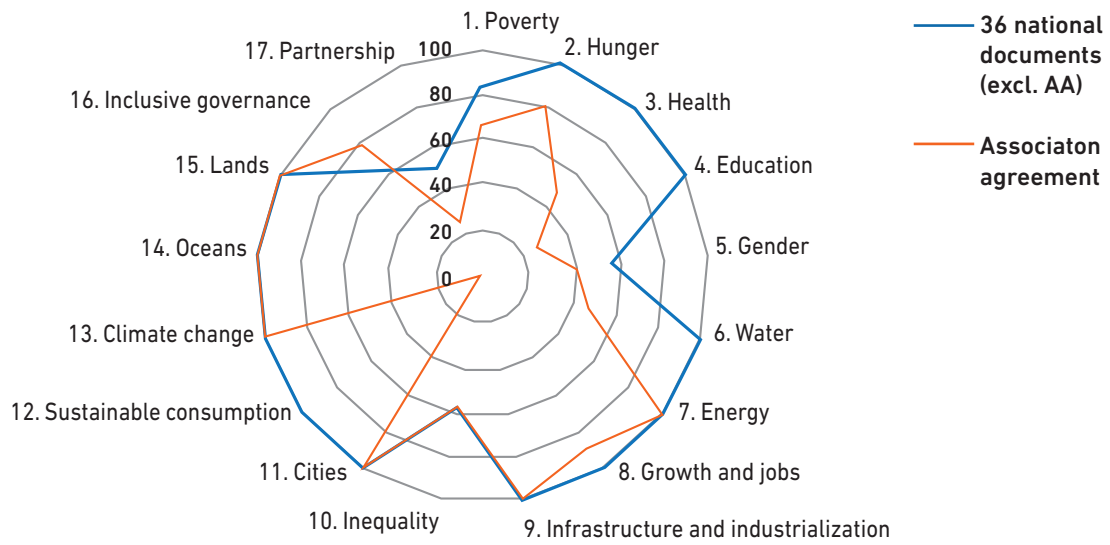 1. Poverty
2. Hunger
3. Health
4. Education
5. Gender
6. Water
7. Energy
8. Growth and jobs
9. Infrastructure and industrialization
10. Inequality
11. Cities
12. Sustainable consumption
13. Climate change
14. Oceans
15. Lands
16. Inclusive governance
17. Partnership
100
80
60
40
20
0
36 national
documents
(excl. AA)
Associaton
agreement